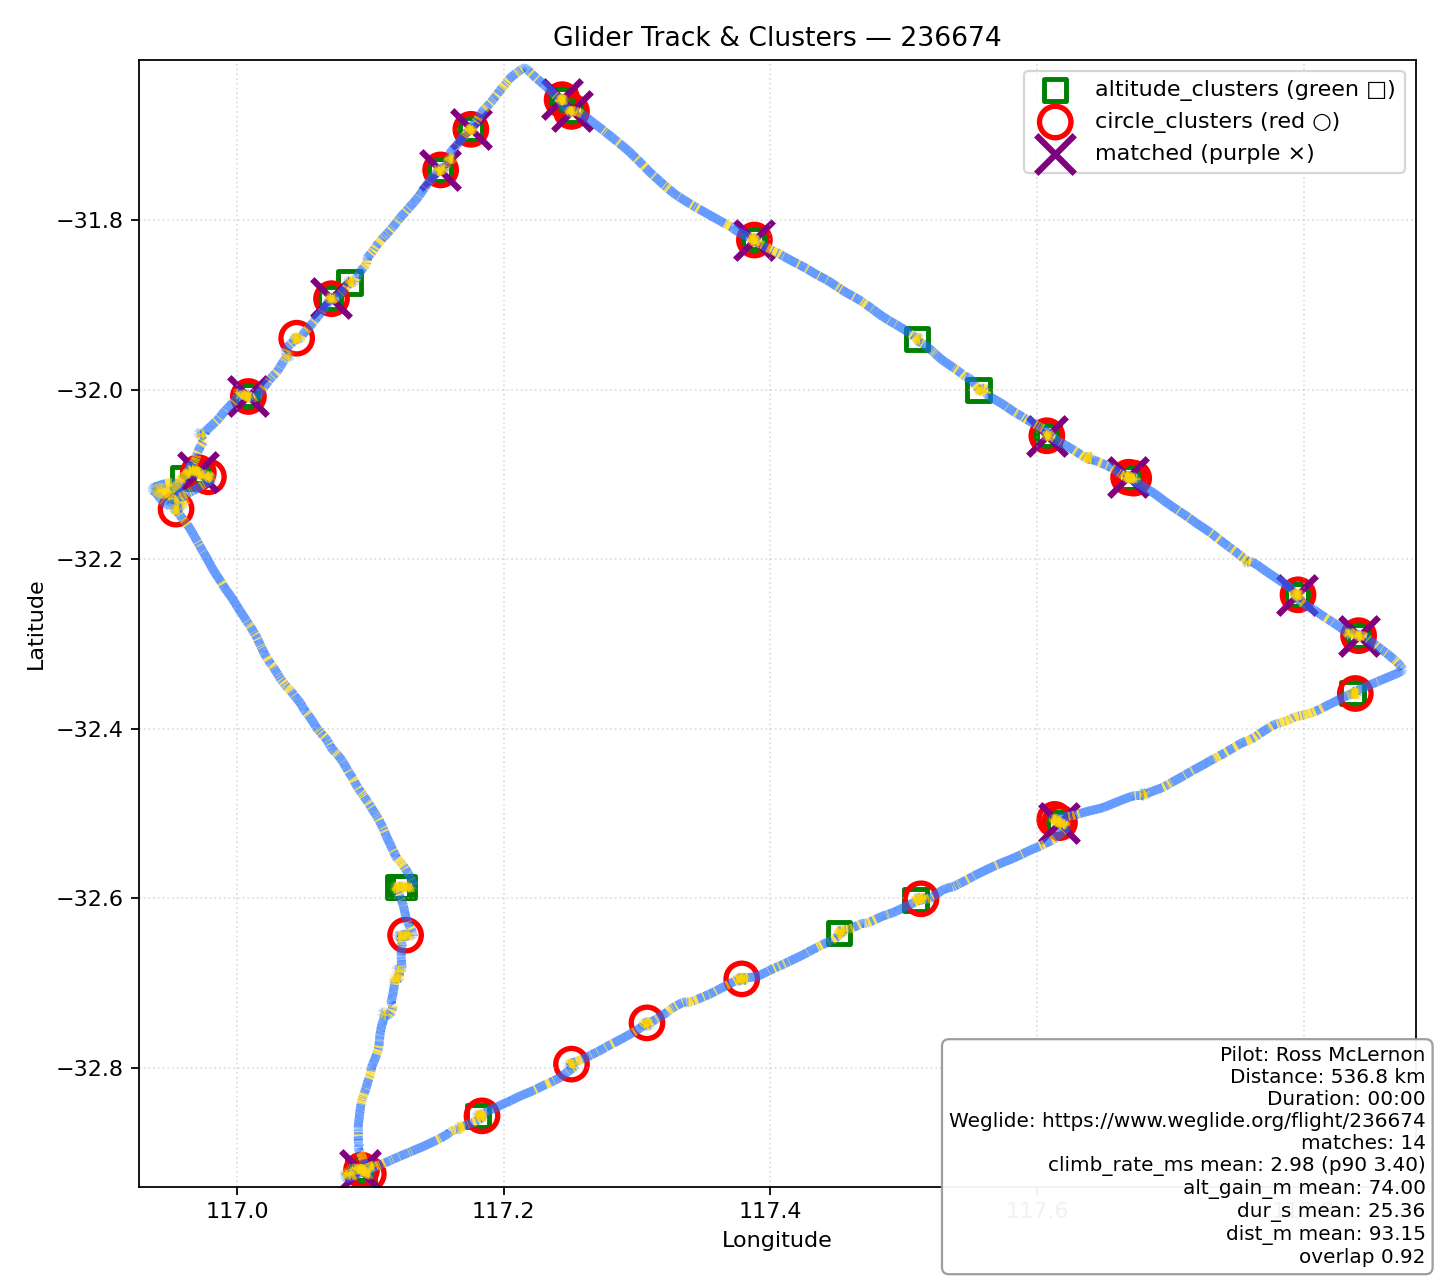 Glider Track & Clusters — 236674
altitude_clusters (green □)
circle_clusters (red ○)
matched (purple ×)
Latitude
−31.8
−32.0
−32.2
−32.4
−32.6
−32.8
117.0
117.2
117.4
117.6
Longitude
Pilot: Ross McLernon
Distance: 536.8 km
Duration: 00:00
Weglide: https://www.weglide.org/flight/236674
matches: 14
climb_rate_ms mean: 2.98 (p90 3.40)
alt_gain_m mean: 74.00
dur_s mean: 25.36
dist_m mean: 93.15
overlap 0.92